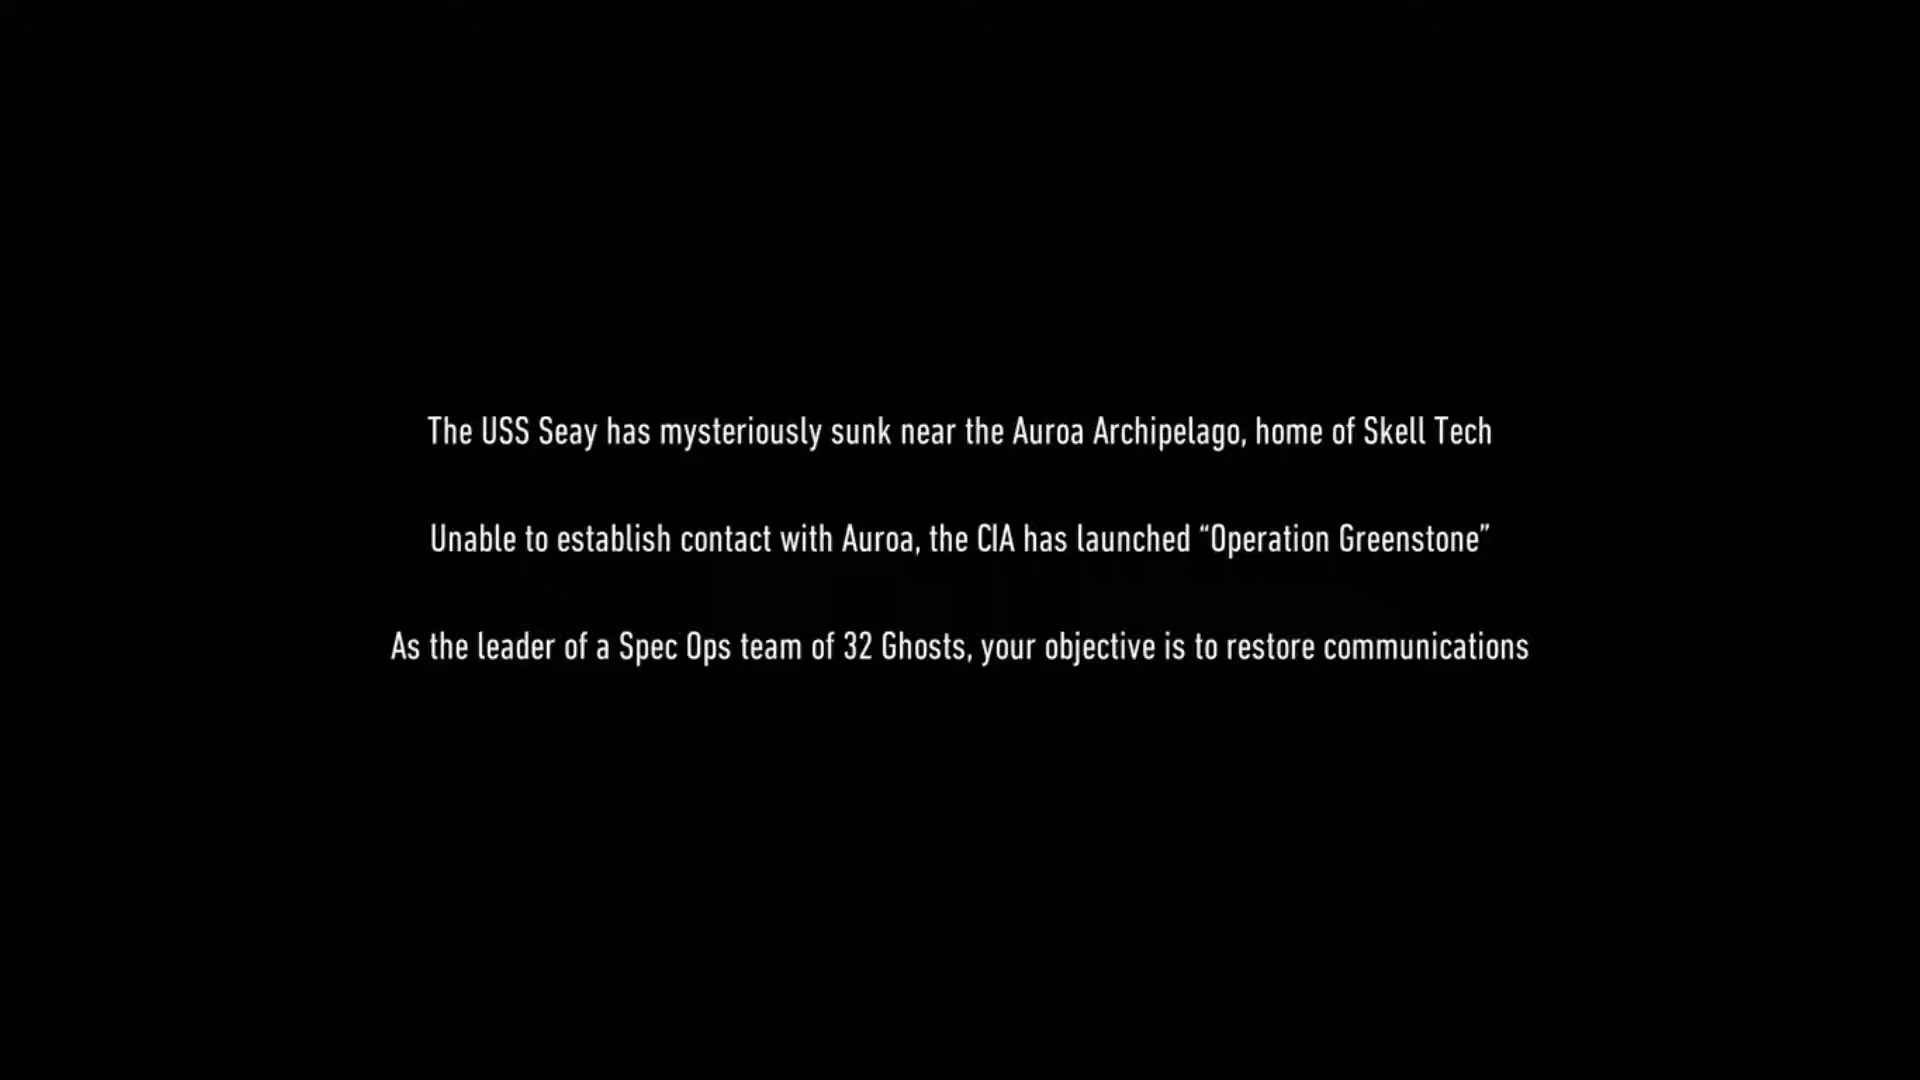 The USS Seay has mysteriously sunk near the Auroa Archipelago, home of Skell Tech
Unable to establish contact with Auroa, the CIA has launched “Operation Greenstone”
As the leader of a Spec Ops team of 32 Ghosts, your objective is to restore communications